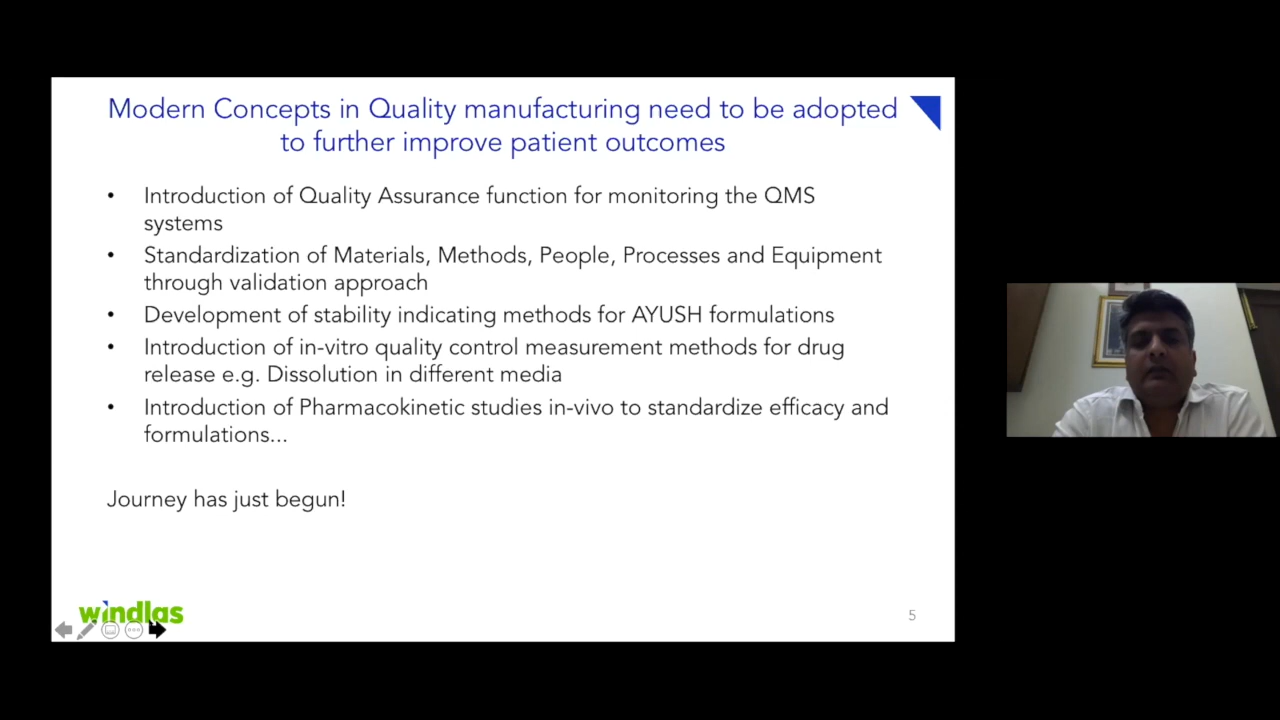 Modern Concepts in Quality manufacturing need to be adopted
to further improve patient outcomes
• Introduction of Quality Assurance function for monitoring the QMS
systems
• Standardization of Materials, Methods, People, Processes and Equipment
through validation approach
• Development of stability indicating methods for AYUSH formulations
• Introduction of in-vitro quality control measurement methods for drug
release e.g. Dissolution in different media
• Introduction of Pharmacokinetic studies in-vivo to standardize efficacy and
formulations...
Journey has just begun!
windlas
5